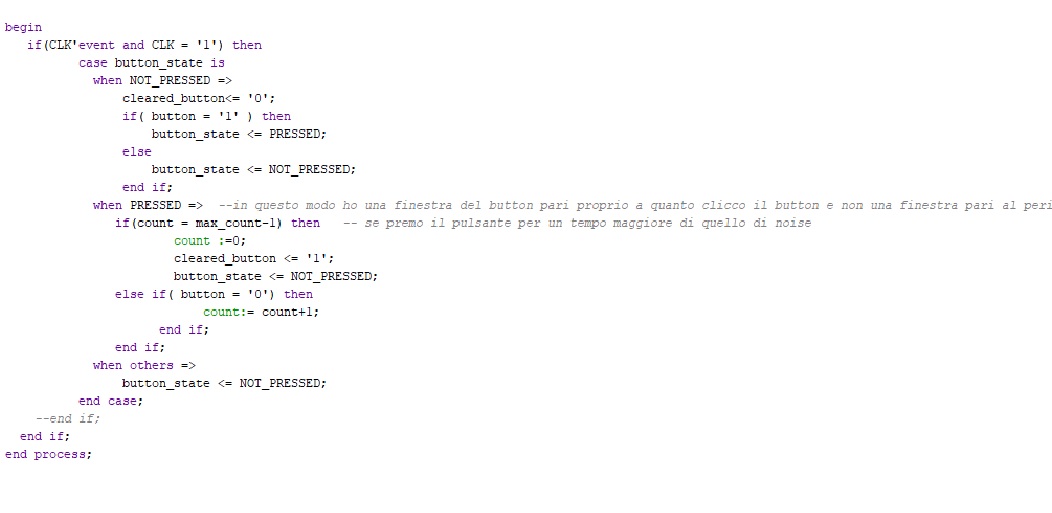 begin
if(CLK'event and CLK = '1') then
case button_state is
when NOT_PRESSED =>
cleared_button<= '0';
if( button = '1' ) then
button_state <= PRESSED;
else
button_state <= NOT_PRESSED;
end if;
when PRESSED => --in questo modo ho una finestra del button pari proprio a quanto clicco il button e non una finestra pari al peri
if(count = max_count-1) then -- se premo il pulsante per un tempo maggiore di quello di noise
count :=0;
cleared_button <= '1';
button_state <= NOT_PRESSED;
else if( button = '0') then
count:= count+1;
end if;
end if;
when others =>
button_state <= NOT_PRESSED;
end case;
--end if;
end if;
end process;